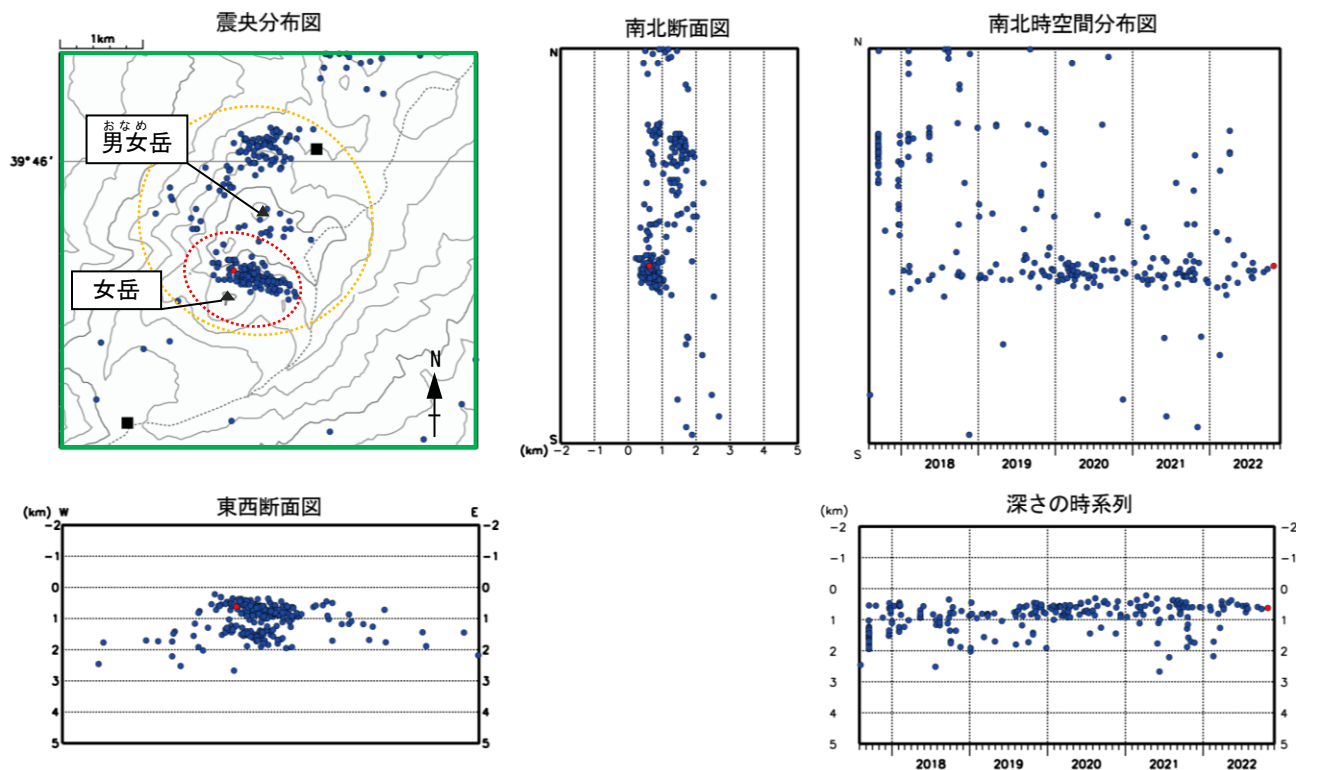 震央分布図
1km
39°46'
おなめ
男女岳
女岳
N
南北断面図
N
S
(km) -2 -1 0 1 2 3 4 5
南北時空間分布図
N
S
2018 2019 2020 2021 2022
東西断面図
(km) W E
-2 -2
-1 -1
0 0
1 1
2 2
3 3
4 4
5 5
深さの時系列
(km)
-2 -2
-1 -1
0 0
1 1
2 2
3 3
4 4
5 5
2018 2019 2020 2021 2022